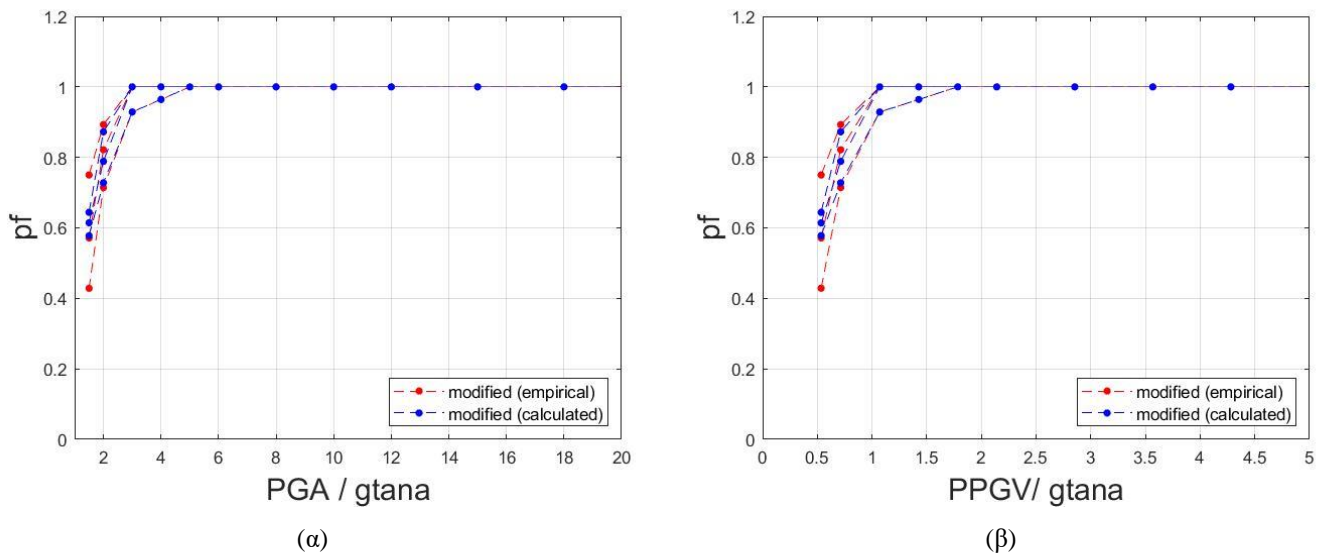 1.2
1
0.8
0.6
0.4
0.2
0
pf
2 4 6 8 10 12 14 16 18 20
PGA / gtana
modified (empirical)
modified (calculated)
(α)
1.2
1
0.8
0.6
0.4
0.2
0
pf
0 0.5 1 1.5 2 2.5 3 3.5 4 4.5 5
PPGV/ gtana
modified (empirical)
modified (calculated)
(β)